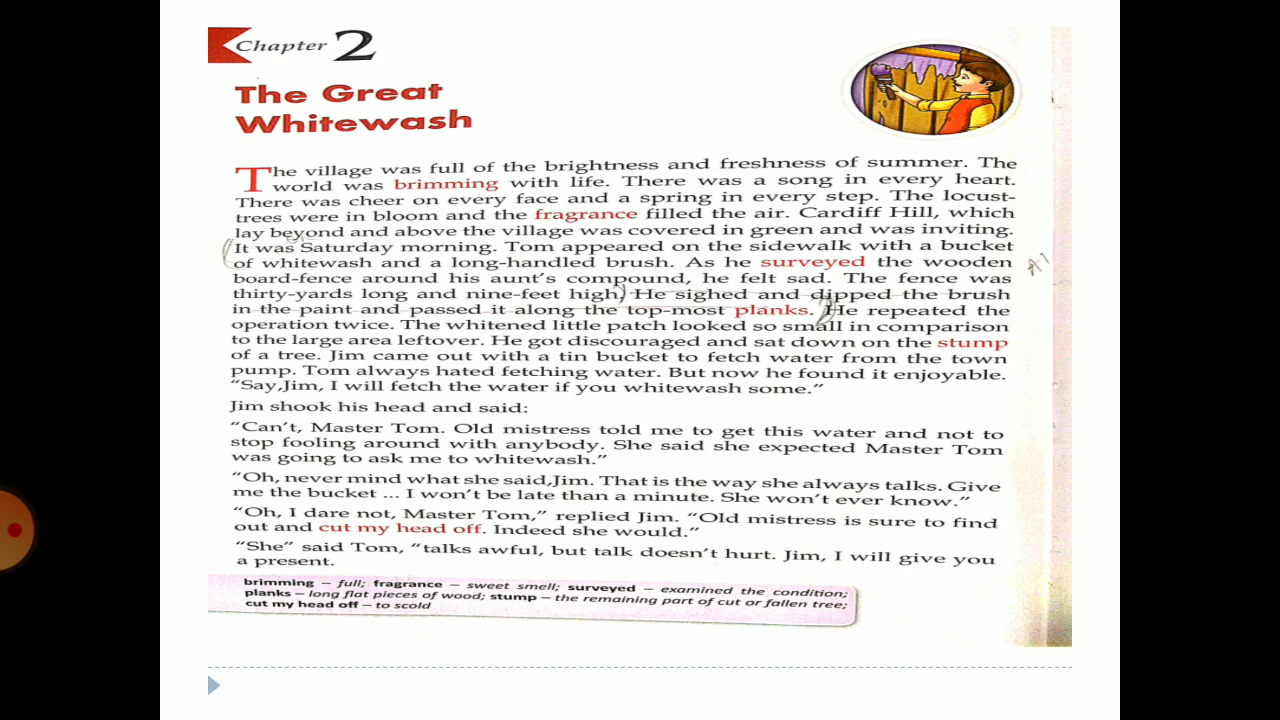 Chapter 2
The Great
Whitewash
The village was full of the brightness and freshness of summer. The
world was brimming with life. There was a song in every heart.
There was cheer on every face and a spring in every step. The locust-
trees were in bloom and the fragrance filled the air. Cardiff Hill, which
lay beyond and above the village was covered in green and was inviting.
It was Saturday morning. Tom appeared on the sidewalk with a bucket
of whitewash and a long-handled brush. As he surveyed the wooden
board-fence around his aunt's compound, he felt sad. The fence was
thirty-yards long and nine-feet high. He sighed and dipped the brush
in the paint and passed it along the top-most planks. He repeated the
operation twice. The whitened little patch looked so small in comparison
to the large area leftover. He got discouraged and sat down on the stump
of a tree. Jim came out with a tin bucket to fetch water from the town
pump. Tom always hated fetching water. But now he found it enjoyable.
"Say,Jim, I will fetch the water if you whitewash some."
Jim shook his head and said:
"Can't, Master Tom. Old mistress told me to get this water and not to
stop fooling around with anybody. She said she expected Master Tom
was going to ask me to whitewash."
"Oh, never mind what she said,Jim. That is the way she always talks. Give
me the bucket ... I won't be late than a minute. She won't ever know."
"Oh, I dare not, Master Tom," replied Jim. "Old mistress is sure to find
out and cut my head off. Indeed she would."
"She" said Tom, "talks awful, but talk doesn't hurt. Jim, I will give you
a present.
brimming – full; fragrance – sweet smell; surveyed – examined the condition;
planks – long flat pieces of wood; stump – the remaining part of cut or fallen tree;
cut my head off – to scold
on
A1